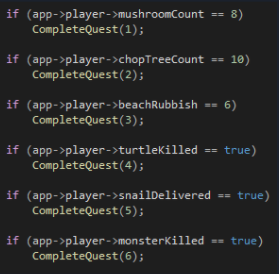 if (app->player->mushroomCount == 8)
CompleteQuest(1);
if (app->player->chopTreeCount == 10)
CompleteQuest(2);
if (app->player->beachRubbish == 6)
CompleteQuest(3);
if (app->player->turtleKilled == true)
CompleteQuest(4);
if (app->player->snailDelivered == true)
CompleteQuest(5);
if (app->player->monsterKilled == true)
CompleteQuest(6);